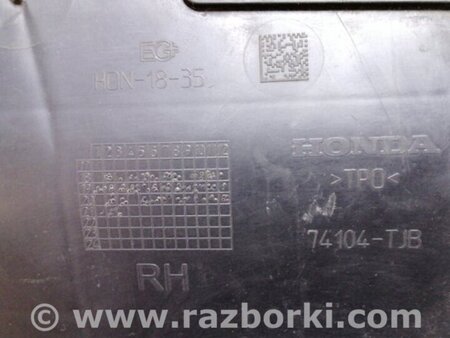 EG
HDN-18-35
HONDA
>TPO<
74104-TJB
RH
© www.razborki.com